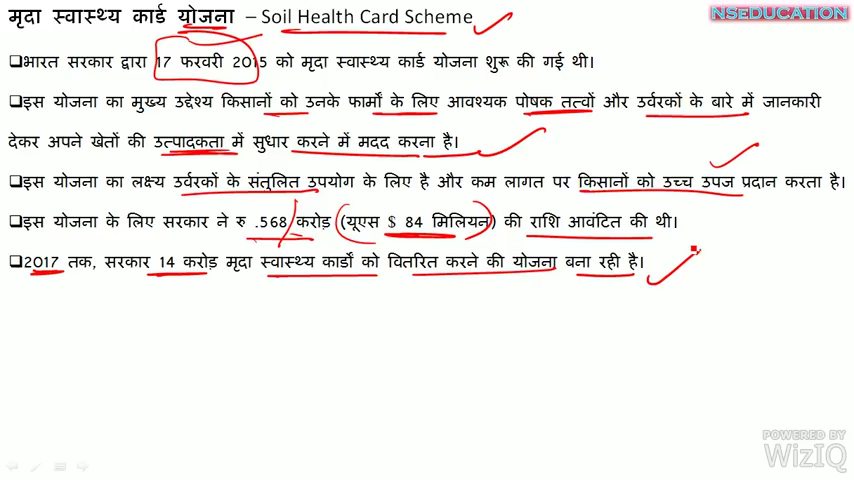 मृदा स्वास्थ्य कार्ड योजना – Soil Health Card Scheme
NSEDUCATION
❑भारत सरकार द्वारा 17 फरवरी 2015 को मृदा स्वास्थ्य कार्ड योजना शुरू की गई थी।
❑इस योजना का मुख्य उद्देश्य किसानों को उनके फार्मों के लिए आवश्यक पोषक तत्वों और उर्वरकों के बारे में जानकारी
देकर अपने खेतों की उत्पादकता में सुधार करने में मदद करना है।
❑इस योजना का लक्ष्य उर्वरकों के संतुलित उपयोग के लिए है और कम लागत पर किसानों को उच्च उपज प्रदान करता है।
❑इस योजना के लिए सरकार ने रु .568 करोड़ (यूएस $ 84 मिलियन) की राशि आवंटित की थी।
❑2017 तक, सरकार 14 करोड़ मृदा स्वास्थ्य कार्डों को वितरित करने की योजना बना रही है।
POWERED BY
WizIQ